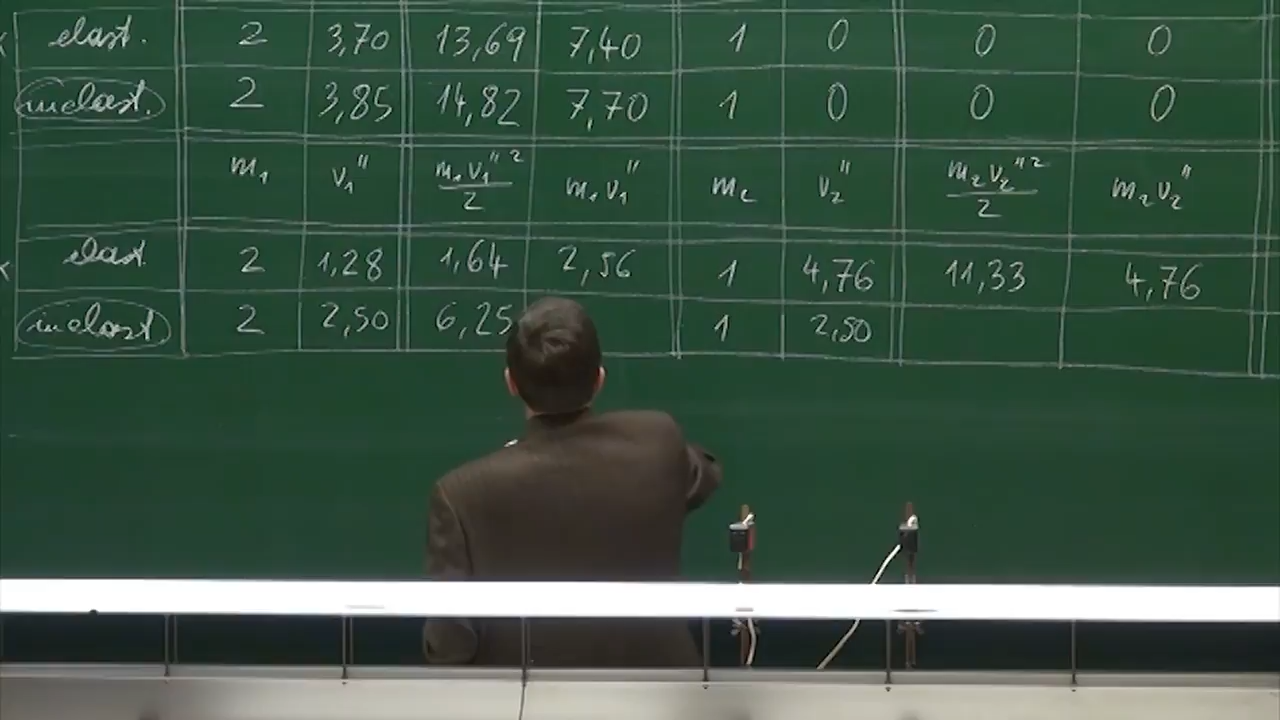 elast. 2 3,70 13,69 7,40 1 0 0 0
inelast. 2 3,85 14,82 7,70 1 0 0 0
m₁ v₁" m₁v₁"²/2 m₁v₁" m₂ v₂" m₂v₂"²/2 m₂v₂"
elast 2 1,28 1,64 2,56 1 4,76 11,33 4,76
inelast. 2 2,50 6,25 1 2,50